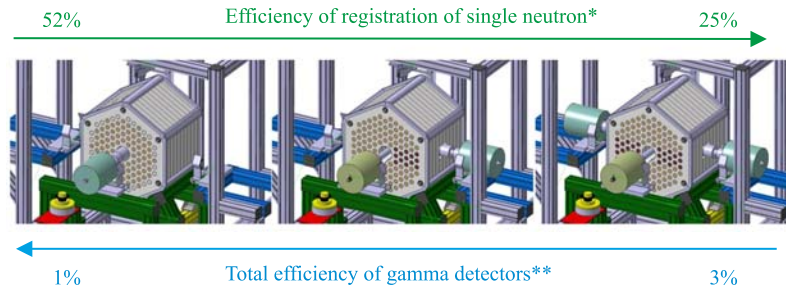 Efficiency of registration of single neutron*
52%
25%
1%
Total efficiency of gamma detectors**
3%